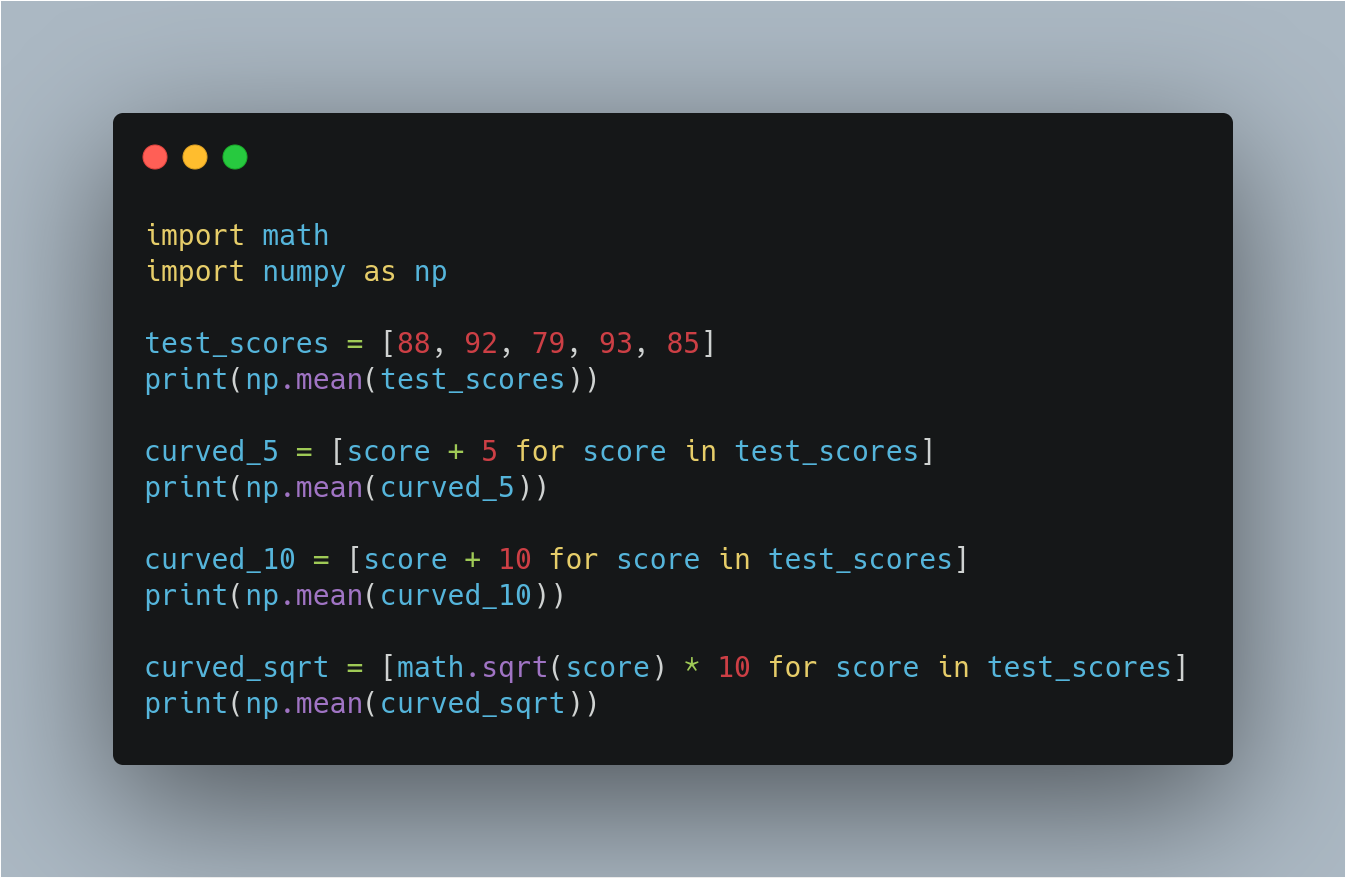 import math
import numpy as np

test_scores = [88, 92, 79, 93, 85]
print(np.mean(test_scores))

curved_5 = [score + 5 for score in test_scores]
print(np.mean(curved_5))

curved_10 = [score + 10 for score in test_scores]
print(np.mean(curved_10))

curved_sqrt = [math.sqrt(score) * 10 for score in test_scores]
print(np.mean(curved_sqrt))